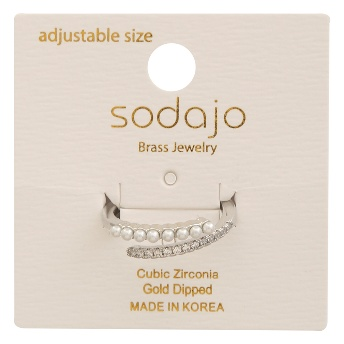 adjustable size
sodajo
Brass Jewelry
Cubic Zirconia
Gold Dipped
MADE IN KOREA